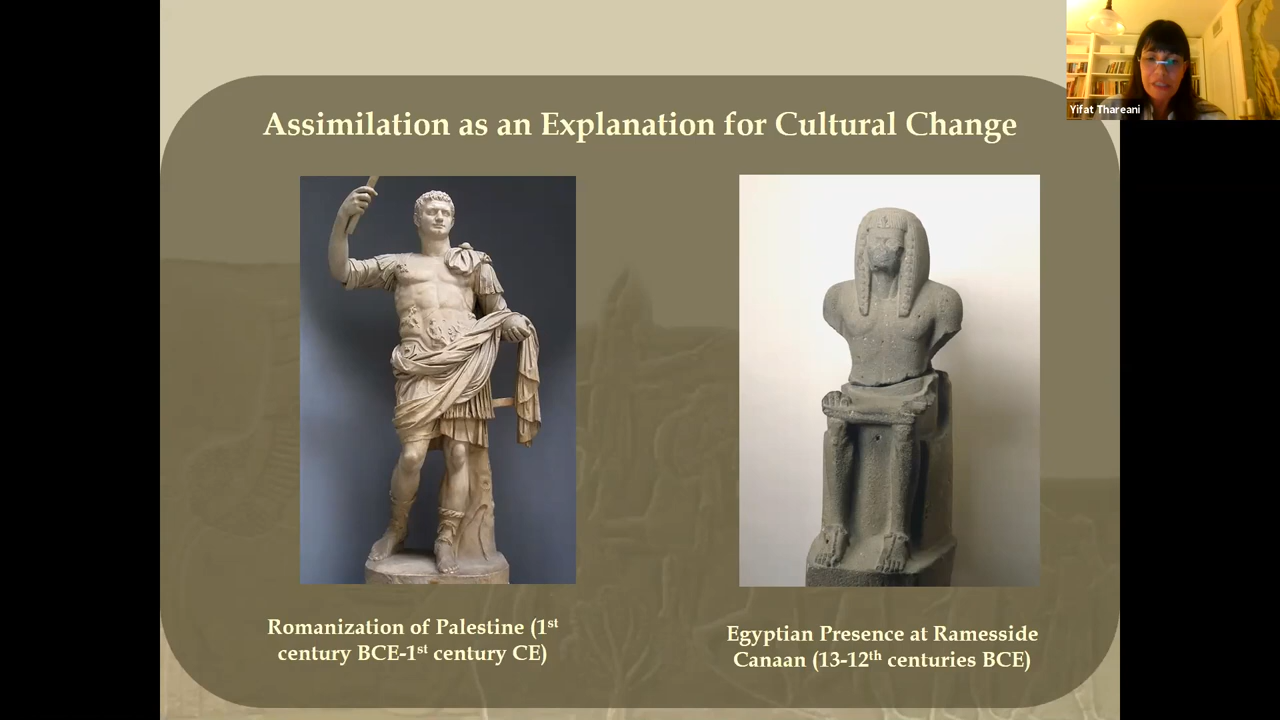 Yifat Thareani
Assimilation as an Explanation for Cultural Change
Romanization of Palestine (1st
century BCE-1st century CE)
Egyptian Presence at Ramesside
Canaan (13-12th centuries BCE)